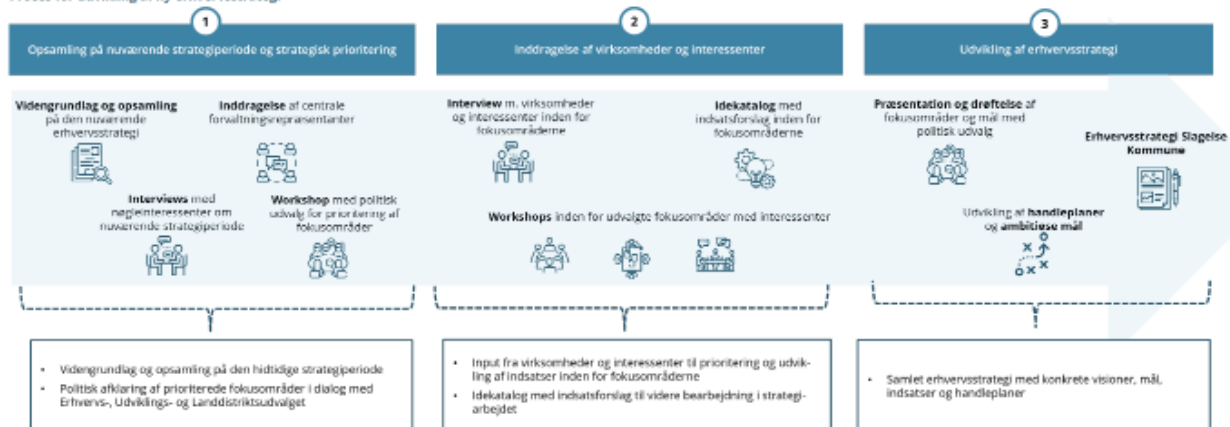 1
2
3
Opsamling på nuværende strategiperiode og strategisk prioritering
Inddragelse af virksomheder og interessenter
Udvikling af erhvervsstrategi
Videngrundlag og opsamling
på den nuværende
erhvervsstrategi
Inddragelse af centrale
forvaltningsrepræsentanter
Interviews med
nøgleinteressenter om
nuværende strategiperiode
Workshop med politisk
udvalg for prioritering af
fokusområder
Interview m. virksomheder
og interessenter inden for
fokusområderne
Idekatalog med
indsatsforslag inden for
fokusområderne
Workshops inden for udvalgte fokusområder med interessenter
Præsentation og drøftelse af
fokusområder og mål med
politisk udvalg
Erhvervsstrategi Slagelse
Kommune
Udvikling af handleplaner
og ambitiøse mål
• Videngrundlag og opsamling på den hidtidige strategiperiode
• Politisk afklaring af prioriterede fokusområder i dialog med
Erhvervs-, Udviklings- og Landdistriktsudvalget
• Input fra virksomheder og interessenter til prioritering og udvik-
ling af indsatser inden for fokusområderne
• Idekatalog med indsatsforslag til videre bearbejdning i strategi-
arbejdet
• Samlet erhvervsstrategi med konkrete visioner, mål,
indsatser og handleplaner